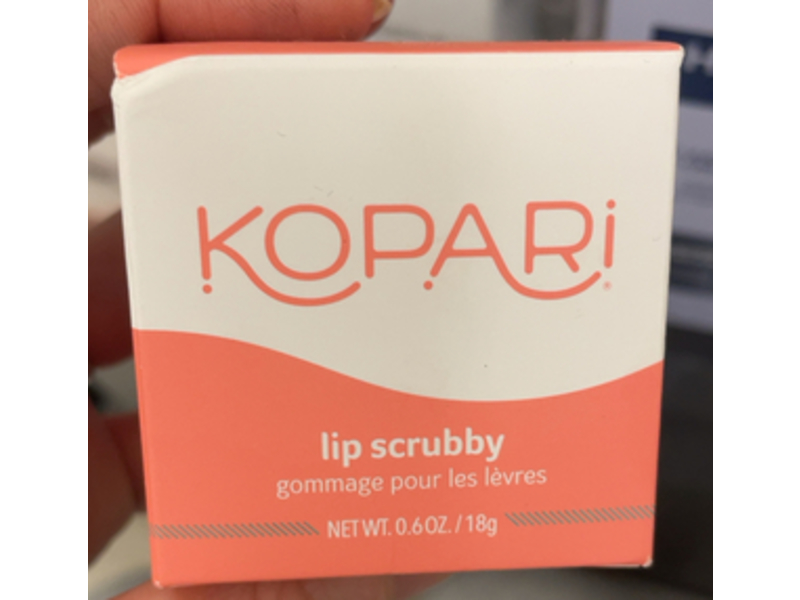 KOPARi®
lip scrubby
gommage pour les lèvres
NET WT. 0.6 OZ. / 18g